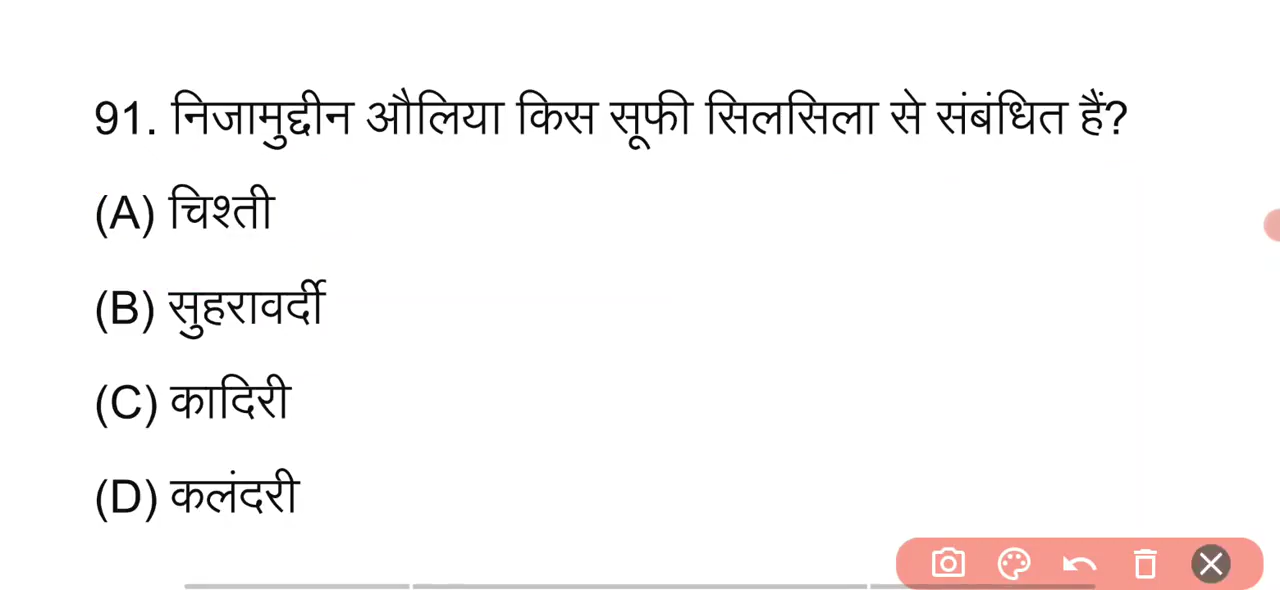 91. निजामुद्दीन औलिया किस सूफी सिलसिला से संबंधित हैं?
(A) चिश्ती
(B) सुहरावर्दी
(C) कादिरी
(D) कलंदरी